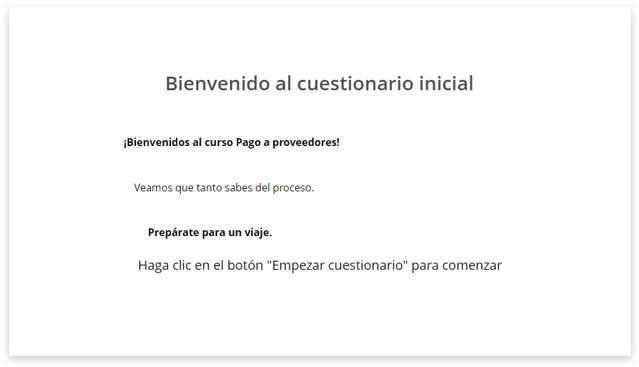 Bienvenido al cuestionario inicial
¡Bienvenidos al curso Pago a proveedores!
Veamos que tanto sabes del proceso.
Prepárate para un viaje.
Haga clic en el botón "Empezar cuestionario" para comenzar